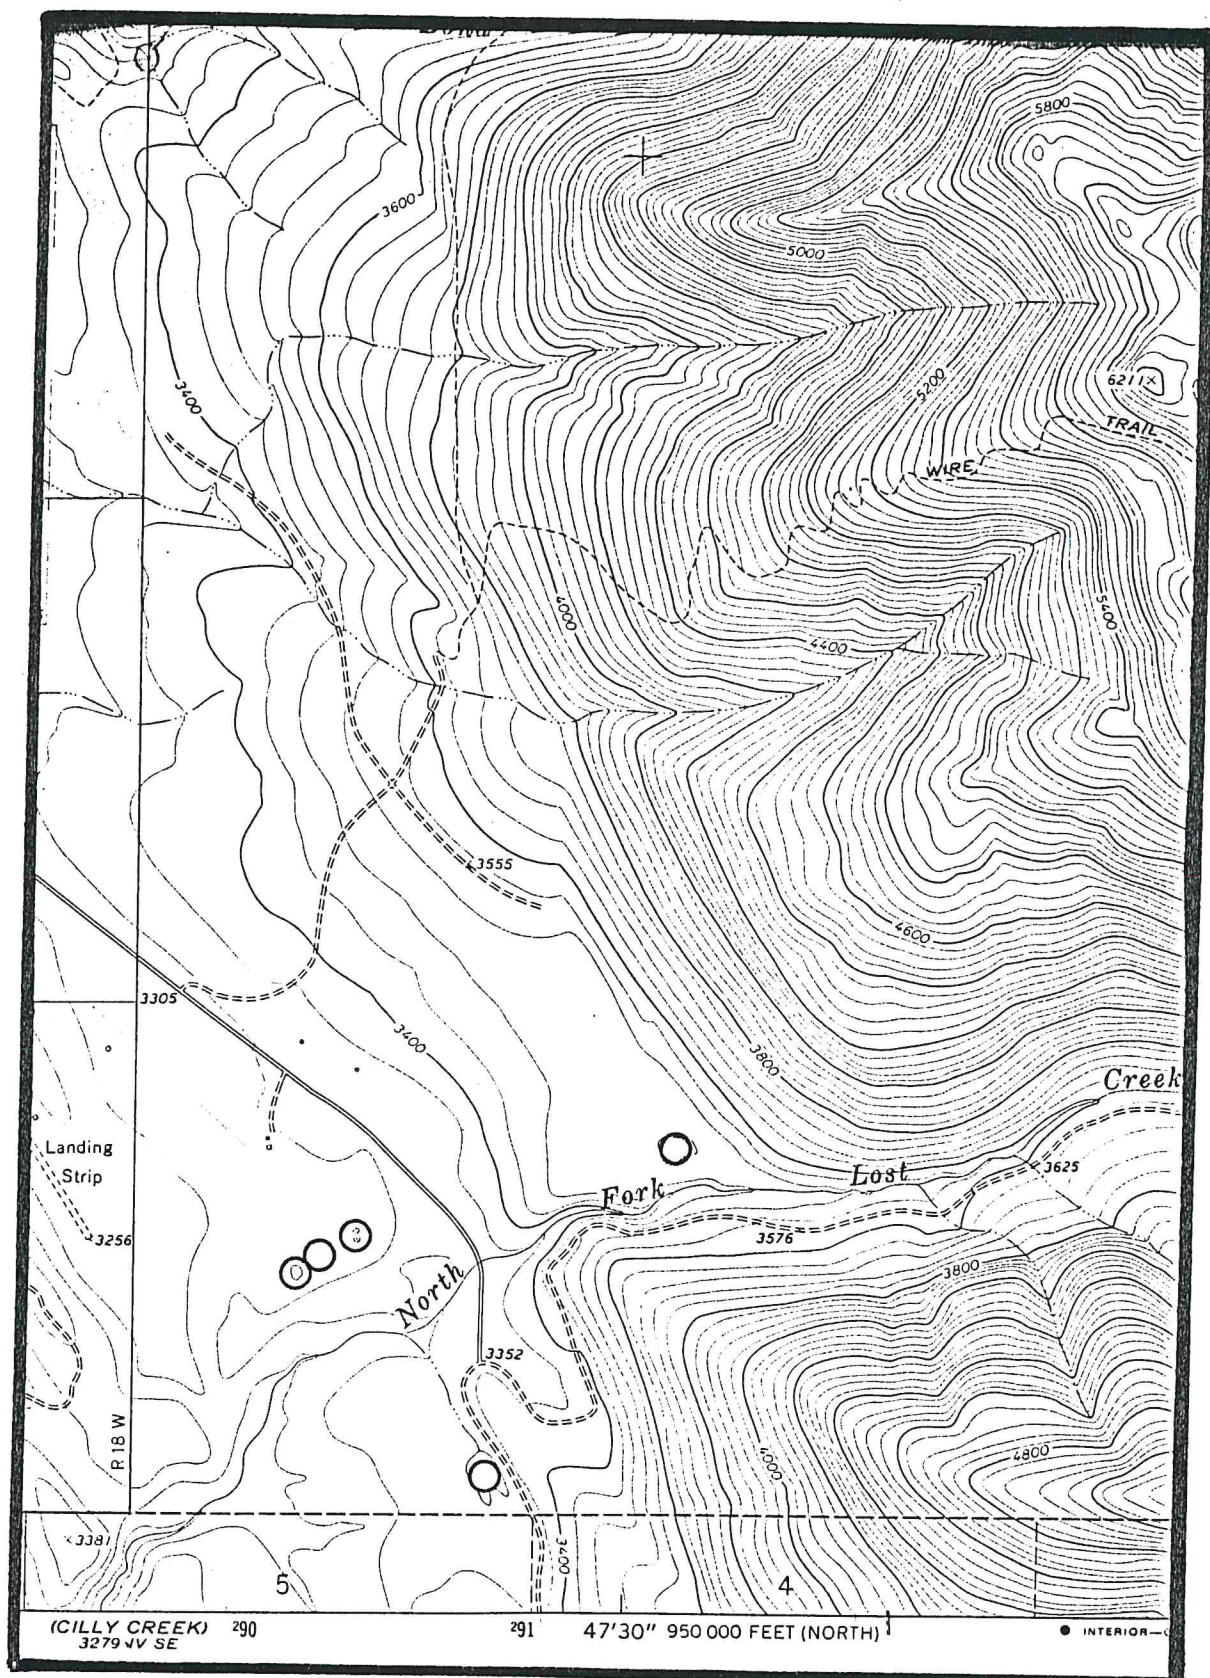 5800
3600
5000
3400
6211×
5200
TRAIL
WIRE
4000
5400
4400
3555
4600
3305
3400
3800
Creek
Landing
Strip
Lost
3625
Fork
3256
3576
3800
North
3352
R 18 W
4000
4800
×3381
3400
5
4
(CILLY CREEK)
3279 IV SE
290
291
47'30" 950 000 FEET (NORTH)
INTERIOR—